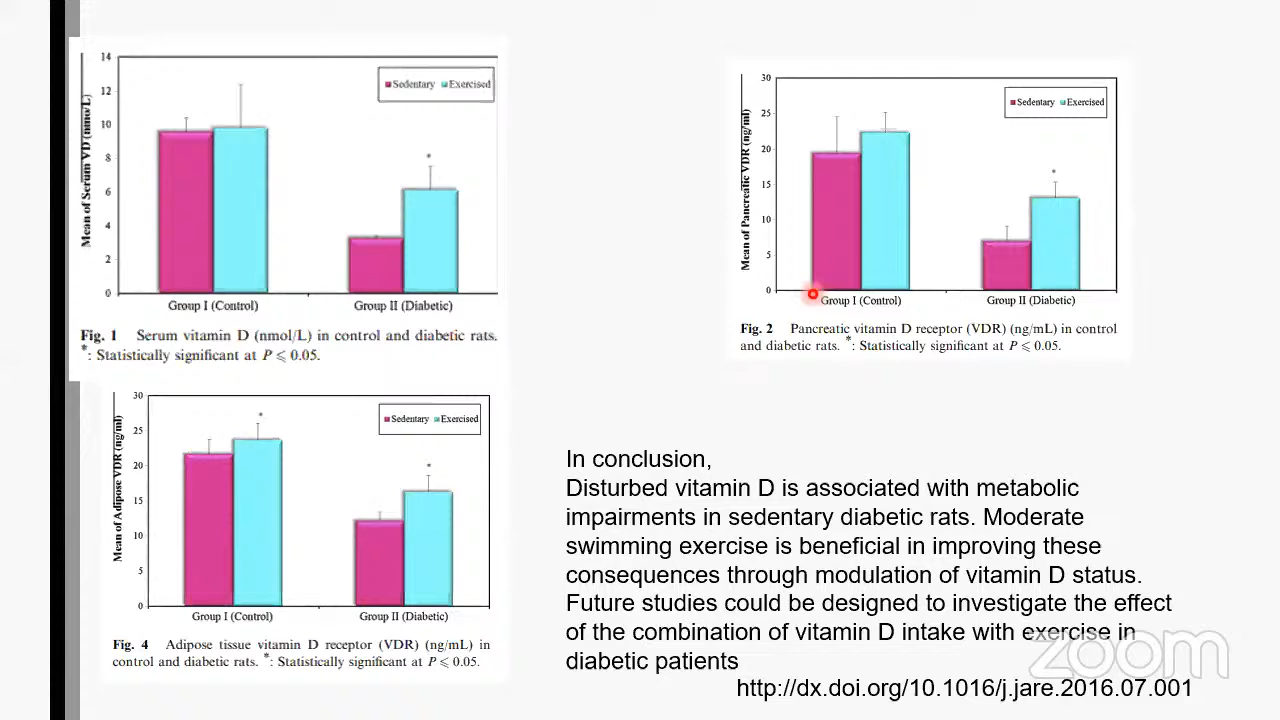 14
12
10
8
6
4
2
0
Mean of Serum VD (nmo/L)
Sedentary Exercised
*
Group I (Control) Group II (Diabetic)
Fig. 1 Serum vitamin D (nmol/L) in control and diabetic rats.
*: Statistically significant at P ⩽ 0.05.
30
25
20
15
10
5
0
Mean of Pancreatic VDR (ng/ml)
Sedentary Exercised
*
Group I (Control) Group II (Diabetic)
Fig. 2 Pancreatic vitamin D receptor (VDR) (ng/mL) in control
and diabetic rats. *: Statistically significant at P ⩽ 0.05.
30
25
20
15
10
5
0
Mean of Adipose VDR (ng/ml)
Sedentary Exercised
*
*
Group I (Control) Group II (Diabetic)
Fig. 4 Adipose tissue vitamin D receptor (VDR) (ng/mL) in
control and diabetic rats. *: Statistically significant at P ⩽ 0.05.
In conclusion,
Disturbed vitamin D is associated with metabolic
impairments in sedentary diabetic rats. Moderate
swimming exercise is beneficial in improving these
consequences through modulation of vitamin D status.
Future studies could be designed to investigate the effect
of the combination of vitamin D intake with exercise in
diabetic patients
http://dx.doi.org/10.1016/j.jare.2016.07.001
zoom